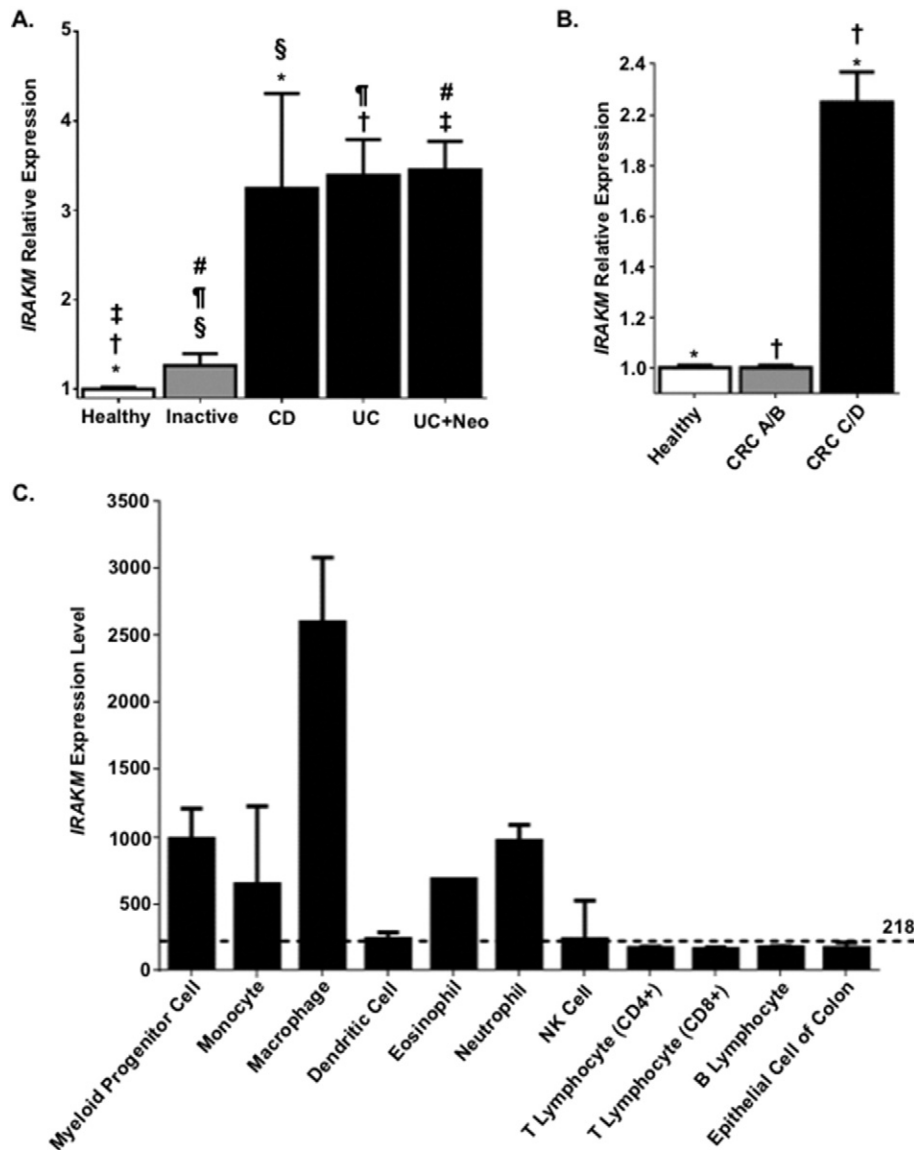 A.
IRAKM Relative Expression
5
4
3
2
1
‡
†
*
#
¶
§
§
*
¶
†
#
‡
Healthy
Inactive
CD
UC
UC+Neo
B.
IRAKM Relative Expression
2.4
2.2
1.8
1.6
1.4
1.2
1.0
*
†
†
*
Healthy
CRC A/B
CRC C/D
C.
IRAKM Expression Level
3500
3000
2500
2000
1500
1000
500
0
218
Myeloid Progenitor Cell
Monocyte
Macrophage
Dendritic Cell
Eosinophil
Neutrophil
NK Cell
T Lymphocyte (CD4+)
T Lymphocyte (CD8+)
B Lymphocyte
Epithelial Cell of Colon